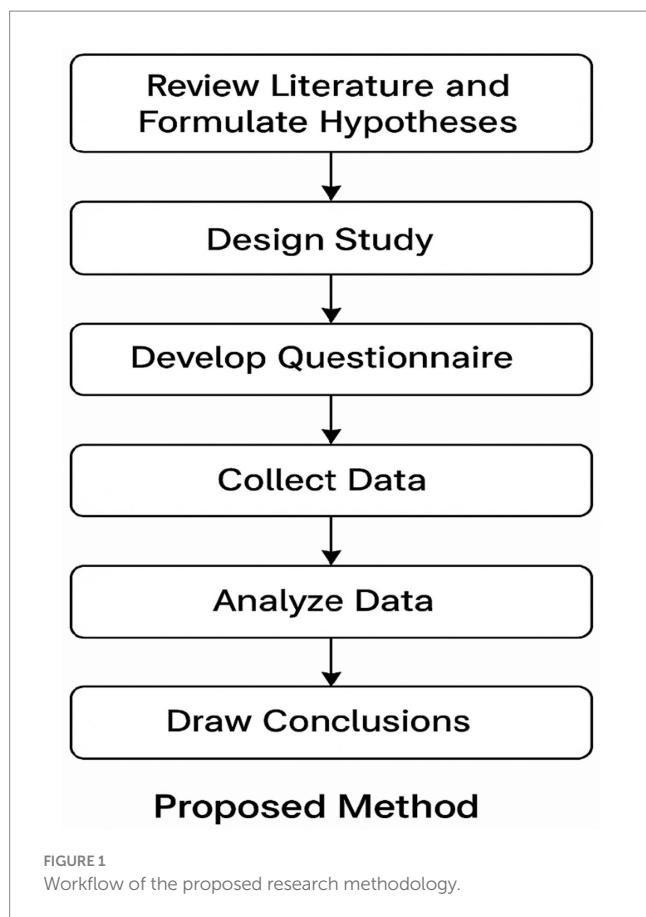 Review Literature and
Formulate Hypotheses
Design Study
Develop Questionnaire
Collect Data
Analyze Data
Draw Conclusions
Proposed Method
FIGURE 1
Workflow of the proposed research methodology.